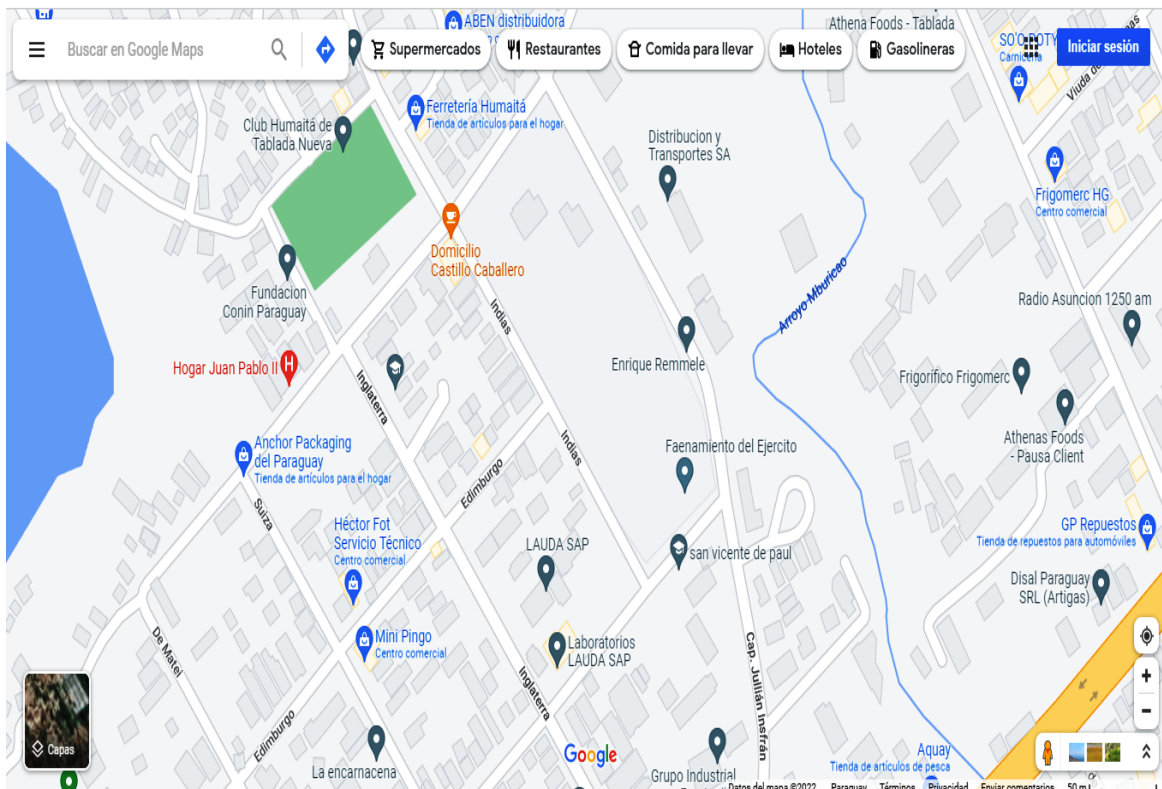 ABEN distribuidora
Athena Foods - Tablada
Buscar en Google Maps
Supermercados
Restaurantes
Comida para llevar
Hoteles
Gasolineras
Iniciar sesión
Carnicería
Viuda de
Ferretería Humaitá
Tienda de artículos para el hogar
Club Humaitá de
Tablada Nueva
Distribucion y
Transportes SA
Frigomerc HG
Centro comercial
Domicilio
Castillo Caballero
Arroyo Mburicao
Fundacion
Conin Paraguay
Indias
Radio Asuncion 1250 am
Hogar Juan Pablo II
Enrique Remmele
Frigorífico Frigomerc
Inglaterra
Athenas Foods
- Pausa Client
Anchor Packaging
del Paraguay
Tienda de artículos para el hogar
Indias
Faenamiento del Ejercito
Edimburgo
Suiza
Héctor Fot
Servicio Técnico
Centro comercial
LAUDA SAP
san vicente de paul
GP Repuestos
Tienda de repuestos para automóviles
Disal Paraguay
SRL (Artigas)
Mini Pingo
Centro comercial
Laboratorios
LAUDA SAP
De Matei
Inglaterra
Cap. Jullián Insfrán
Edimburgo
Capas
La encarnacena
Google
Grupo Industrial
Aquay
Tienda de artículos de pesca
Datos del mapa ©2022
Paraguay
Términos
Privacidad
Enviar comentarios
50 m